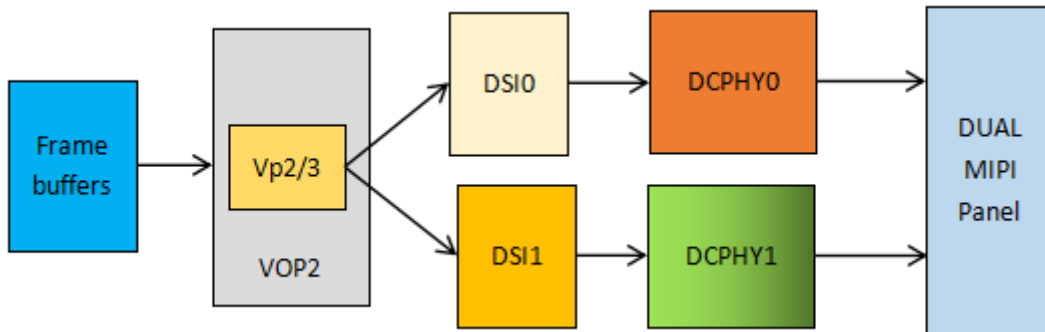 Frame
buffers
Vp2/3
VOP2
DSI0
DCPHY0
DSI1
DCPHY1
DUAL
MIPI
Panel